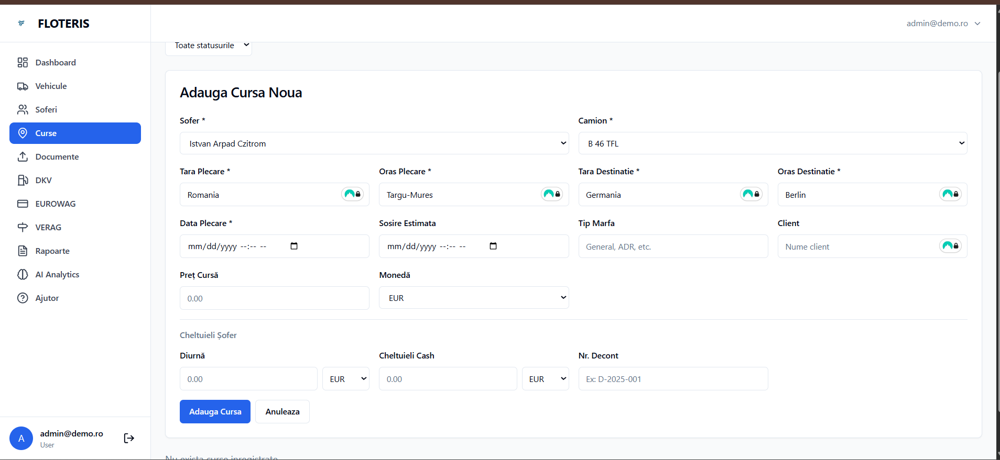 FLOTERIS
admin@demo.ro
Dashboard
Vehicule
Soferi
Curse
Documente
DKV
EUROWAG
VERAG
Rapoarte
AI Analytics
Ajutor
A
admin@demo.ro
User
Toate statusurile
Adauga Cursa Noua
Sofer * Camion *
Istvan Arpad Czitrom B 46 TFL
Tara Plecare * Oras Plecare * Tara Destinatie * Oras Destinatie *
Romania Targu-Mures Germania Berlin
Data Plecare * Sosire Estimata Tip Marfa Client
mm/dd/yyyy --:-- -- mm/dd/yyyy --:-- -- General, ADR, etc. Nume client
Preț Cursă Monedă
0.00 EUR
Cheltuieli Șofer
Diurnă Cheltuieli Cash Nr. Decont
0.00 EUR 0.00 EUR Ex: D-2025-001
Adauga Cursa Anuleaza
Nu exista curse inregistrate